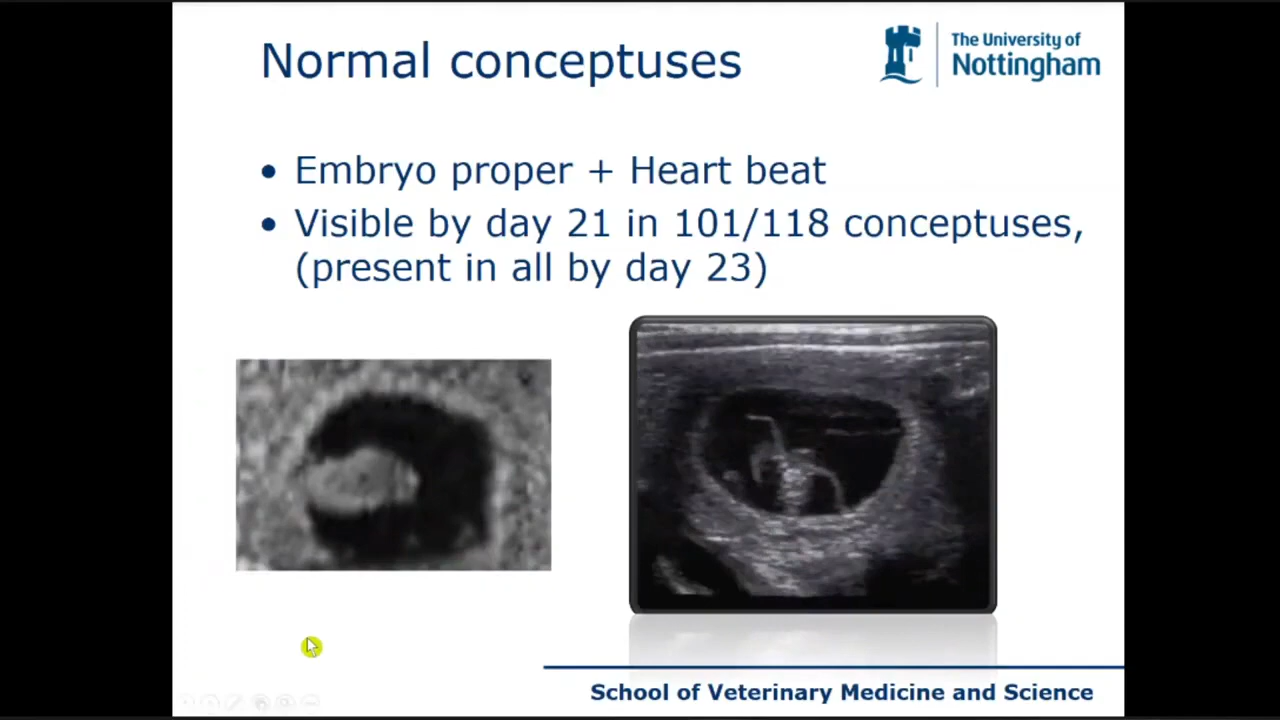 Normal conceptuses
The University of
Nottingham
• Embryo proper + Heart beat
• Visible by day 21 in 101/118 conceptuses,
(present in all by day 23)
School of Veterinary Medicine and Science